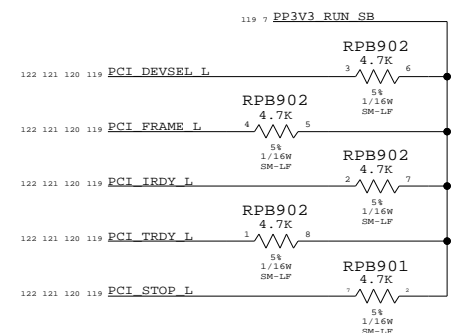 119 7 PP3V3_RUN_SB
RPB902
4.7K
122 121 120 119 PCI_DEVSEL_L 3 6
5%
1/16W
SM-LF
RPB902
4.7K
122 121 120 119 PCI_FRAME_L 4 5
5%
1/16W
SM-LF
RPB902
4.7K
122 121 120 119 PCI_IRDY_L 2 7
5%
1/16W
SM-LF
RPB902
4.7K
122 121 120 119 PCI_TRDY_L 1 8
5%
1/16W
SM-LF
RPB901
4.7K
122 121 120 119 PCI_STOP_L 7 2
5%
1/16W
SM-LF